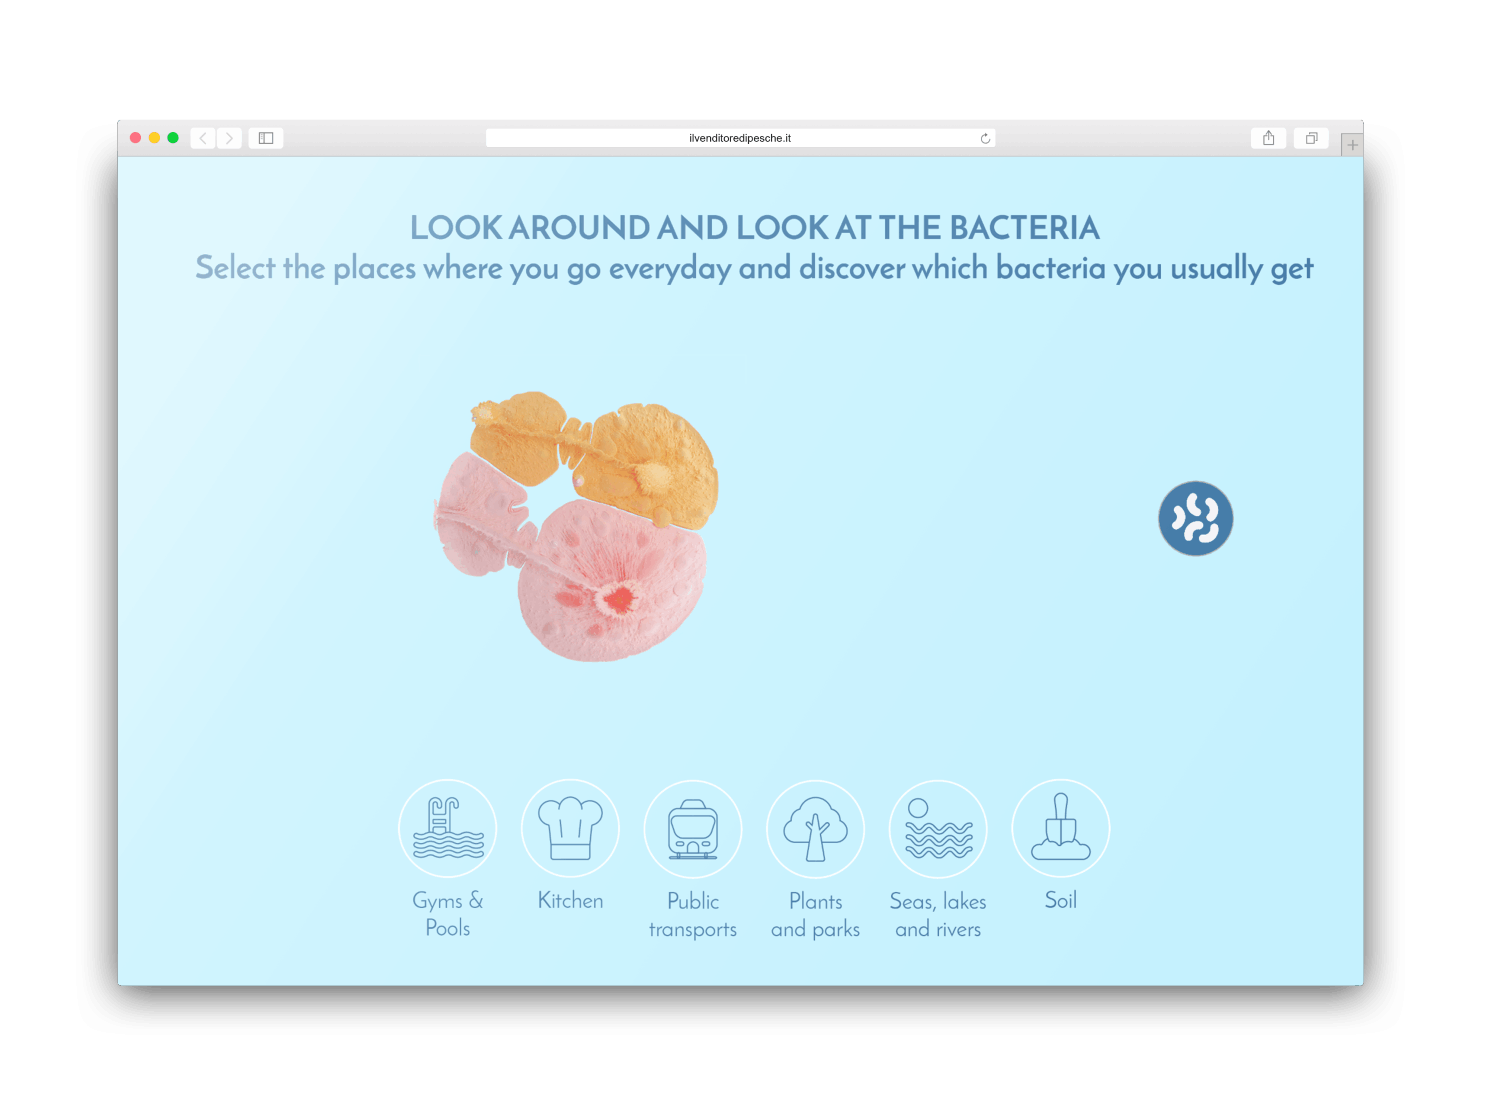 ilvenditoredipesche.it
LOOK AROUND AND LOOK AT THE BACTERIA
Select the places where you go everyday and discover which bacteria you usually get
Gyms &
Pools
Kitchen
Public
transports
Plants
and parks
Seas, lakes
and rivers
Soil